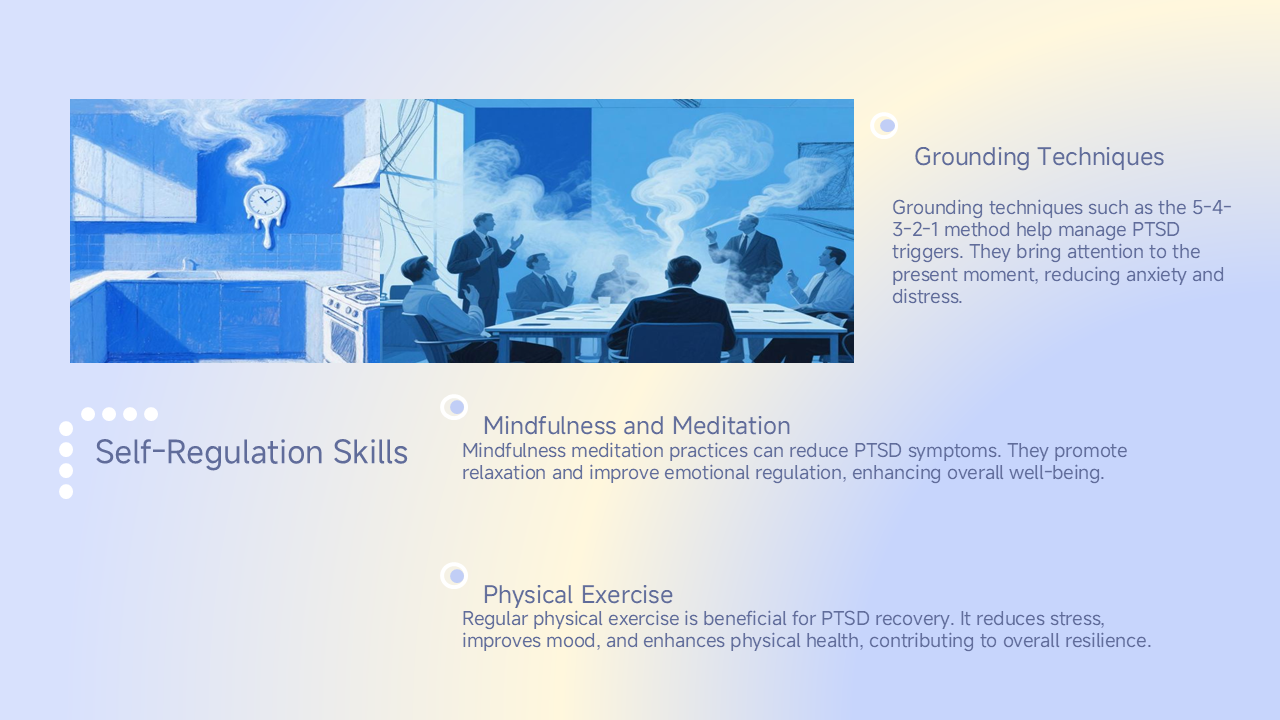 Grounding Techniques
Grounding techniques such as the 5-4-
3-2-1 method help manage PTSD
triggers. They bring attention to the
present moment, reducing anxiety and
distress.
Self-Regulation Skills
Mindfulness and Meditation
Mindfulness meditation practices can reduce PTSD symptoms. They promote
relaxation and improve emotional regulation, enhancing overall well-being.
Physical Exercise
Regular physical exercise is beneficial for PTSD recovery. It reduces stress,
improves mood, and enhances physical health, contributing to overall resilience.